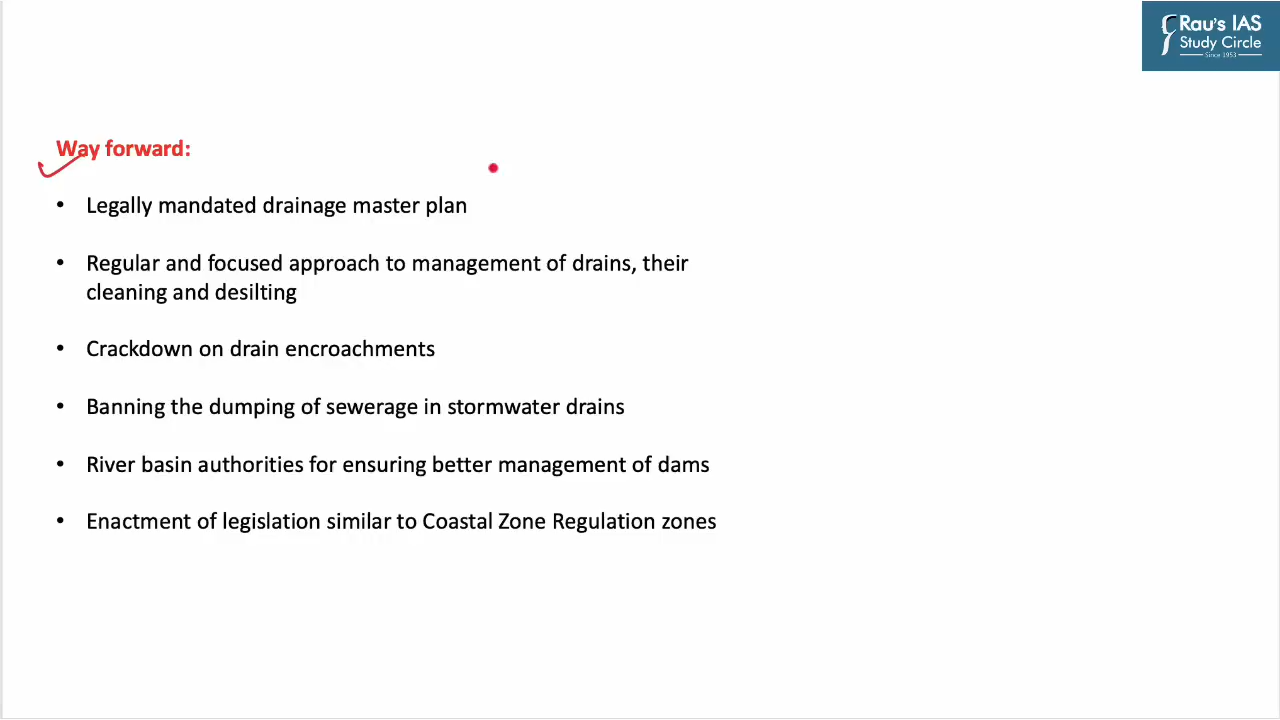 Rau's IAS
Study Circle
Since 1953
Way forward:
• Legally mandated drainage master plan
• Regular and focused approach to management of drains, their
cleaning and desilting
• Crackdown on drain encroachments
• Banning the dumping of sewerage in stormwater drains
• River basin authorities for ensuring better management of dams
• Enactment of legislation similar to Coastal Zone Regulation zones